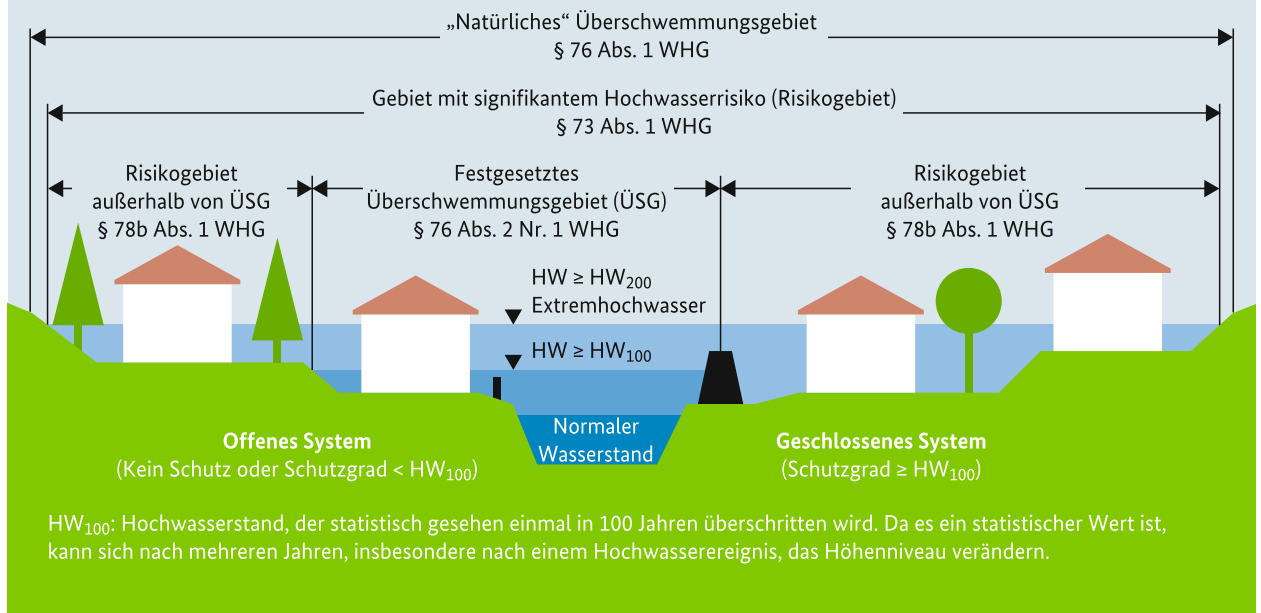 „Natürliches“ Überschwemmungsgebiet
§ 76 Abs. 1 WHG
Gebiet mit signifikantem Hochwasserrisiko (Risikogebiet)
§ 73 Abs. 1 WHG
Risikogebiet
außerhalb von ÜSG
§ 78b Abs. 1 WHG
Festgesetztes
Überschwemmungsgebiet (ÜSG)
§ 76 Abs. 2 Nr. 1 WHG
Risikogebiet
außerhalb von ÜSG
§ 78b Abs. 1 WHG
HW ≥ HW₂₀₀
Extremhochwasser
HW ≥ HW₁₀₀
Normaler
Wasserstand
Offenes System
(Kein Schutz oder Schutzgrad < HW₁₀₀)
Geschlossenes System
(Schutzgrad ≥ HW₁₀₀)
HW₁₀₀: Hochwasserstand, der statistisch gesehen einmal in 100 Jahren überschritten wird. Da es ein statistischer Wert ist,
kann sich nach mehreren Jahren, insbesondere nach einem Hochwasserereignis, das Höhenniveau verändern.